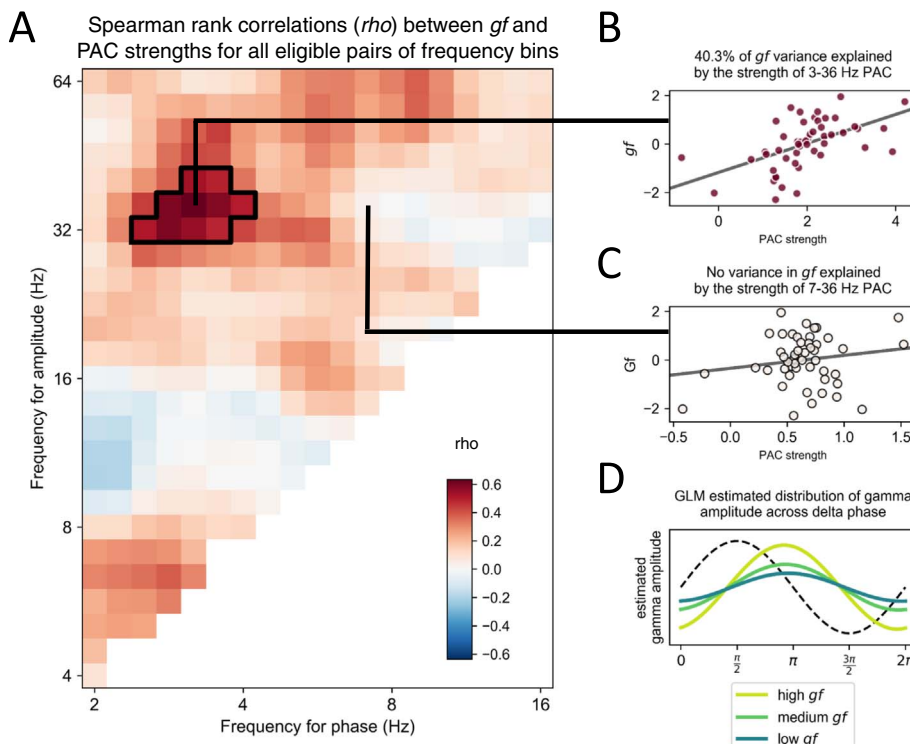 A
Spearman rank correlations (rho) between gf and
PAC strengths for all eligible pairs of frequency bins
Frequency for amplitude (Hz)
64
32
16
8
4
2
4
8
16
Frequency for phase (Hz)
rho
0.6
0.4
0.2
0.0
−0.2
−0.4
−0.6
B
40.3% of gf variance explained
by the strength of 3-36 Hz PAC
gf
2
0
−2
0
2
4
PAC strength
C
No variance in gf explained
by the strength of 7-36 Hz PAC
Gf
2
0
−2
−0.5
0.0
0.5
1.0
1.5
PAC strength
D
GLM estimated distribution of gamma
amplitude across delta phase
estimated
gamma amplitude
0
π/2
π
3π/2
2π
high gf
medium gf
low gf